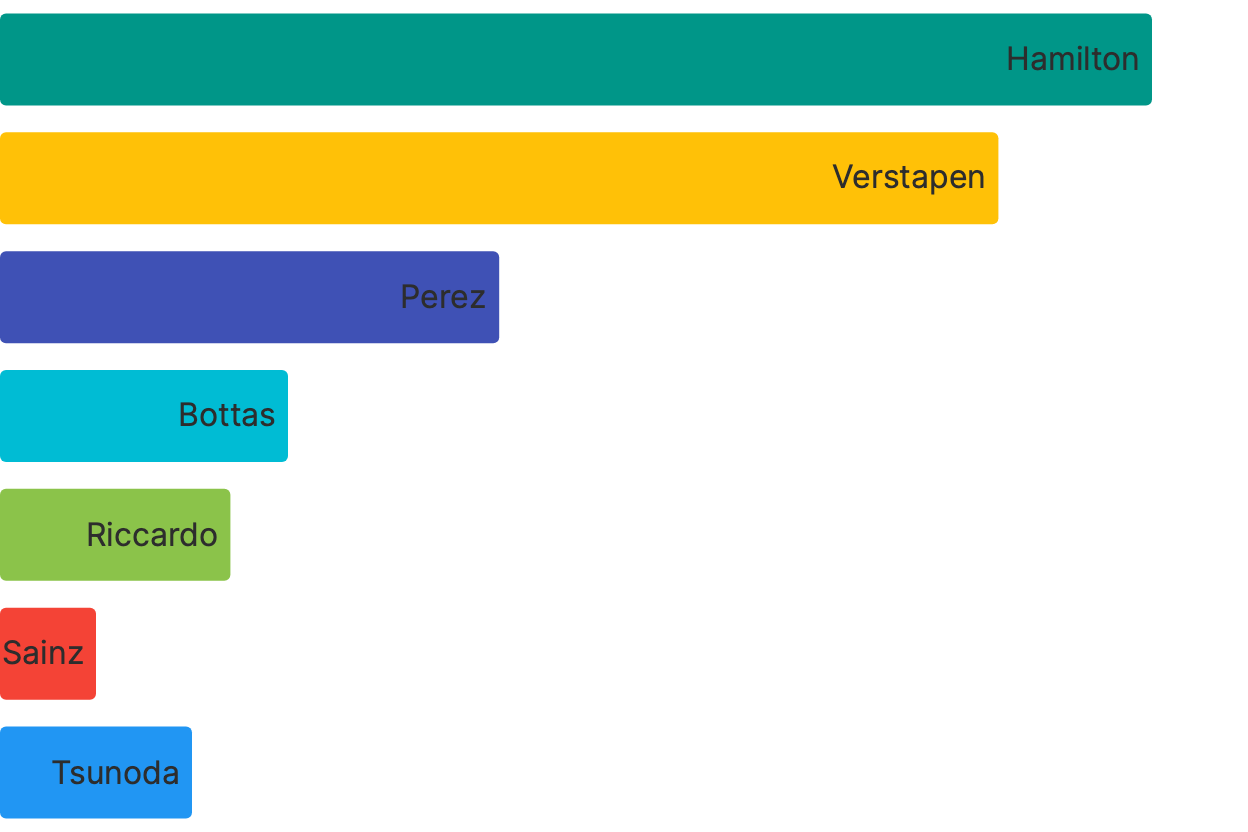 Hamilton
Verstapen
Perez
Bottas
Riccardo
Sainz
Tsunoda